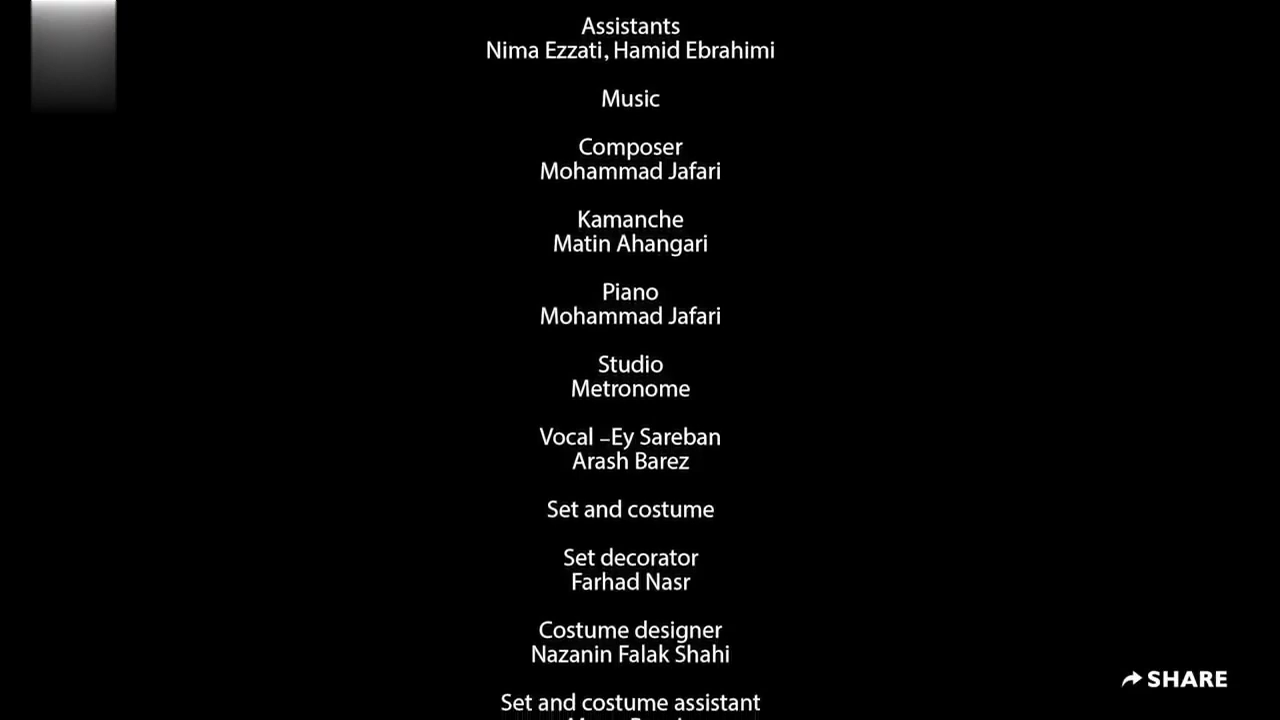 Assistants
Nima Ezzati, Hamid Ebrahimi
Music
Composer
Mohammad Jafari
Kamanche
Matin Ahangari
Piano
Mohammad Jafari
Studio
Metronome
Vocal –Ey Sareban
Arash Barez
Set and costume
Set decorator
Farhad Nasr
Costume designer
Nazanin Falak Shahi
Set and costume assistant
SHARE